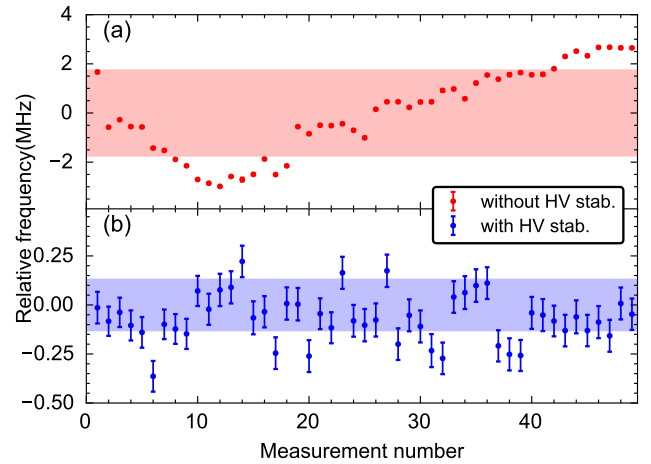 (a)
4
2
0
−2
Relative frequency(MHz)
without HV stab.
with HV stab.
(b)
0.25
0.00
−0.25
−0.50
0 10 20 30 40
Measurement number